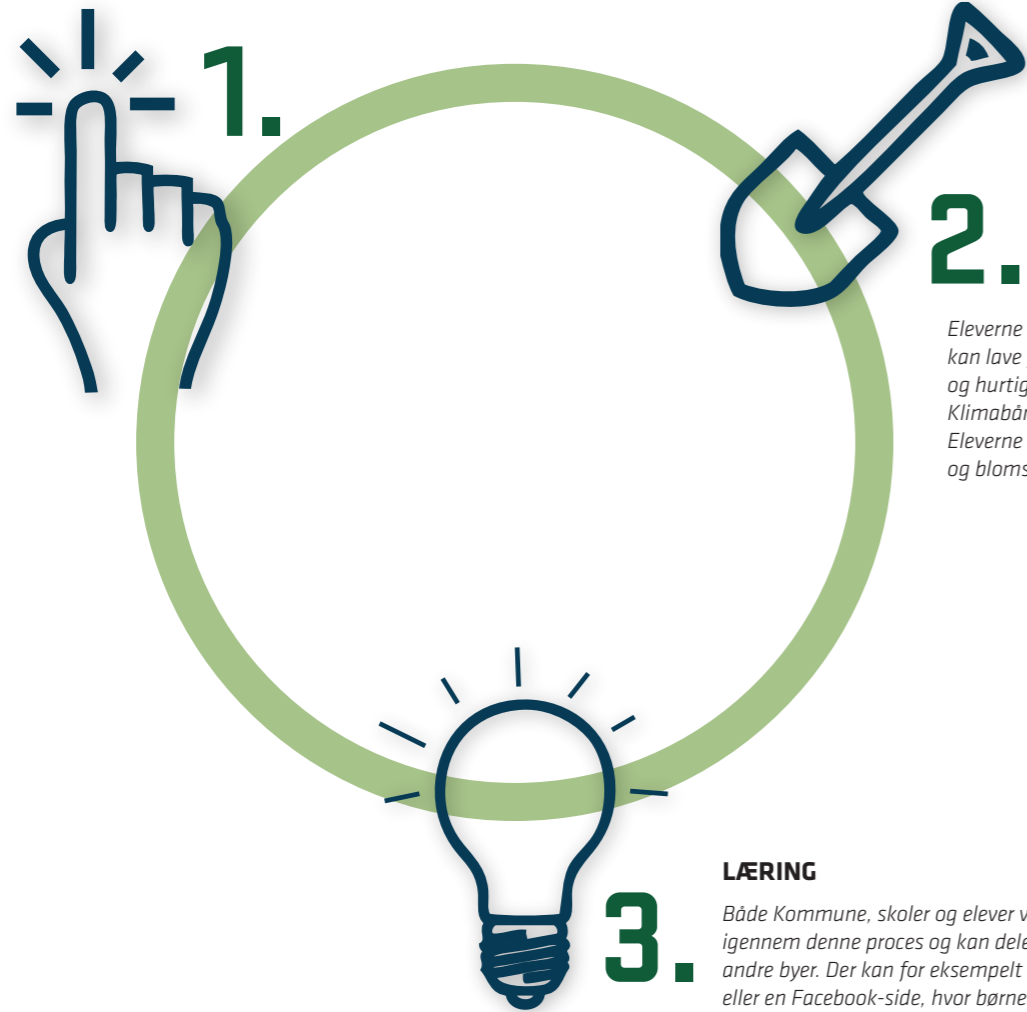 1.
2.
Eleverne
kan lave
og hurtig
Klimabår
Eleverne
og bloms
3.
LÆRING
Både Kommune, skoler og elever v
igennem denne proces og kan dele
andre byer. Der kan for eksempelt
eller en Facebook-side, hvor børne